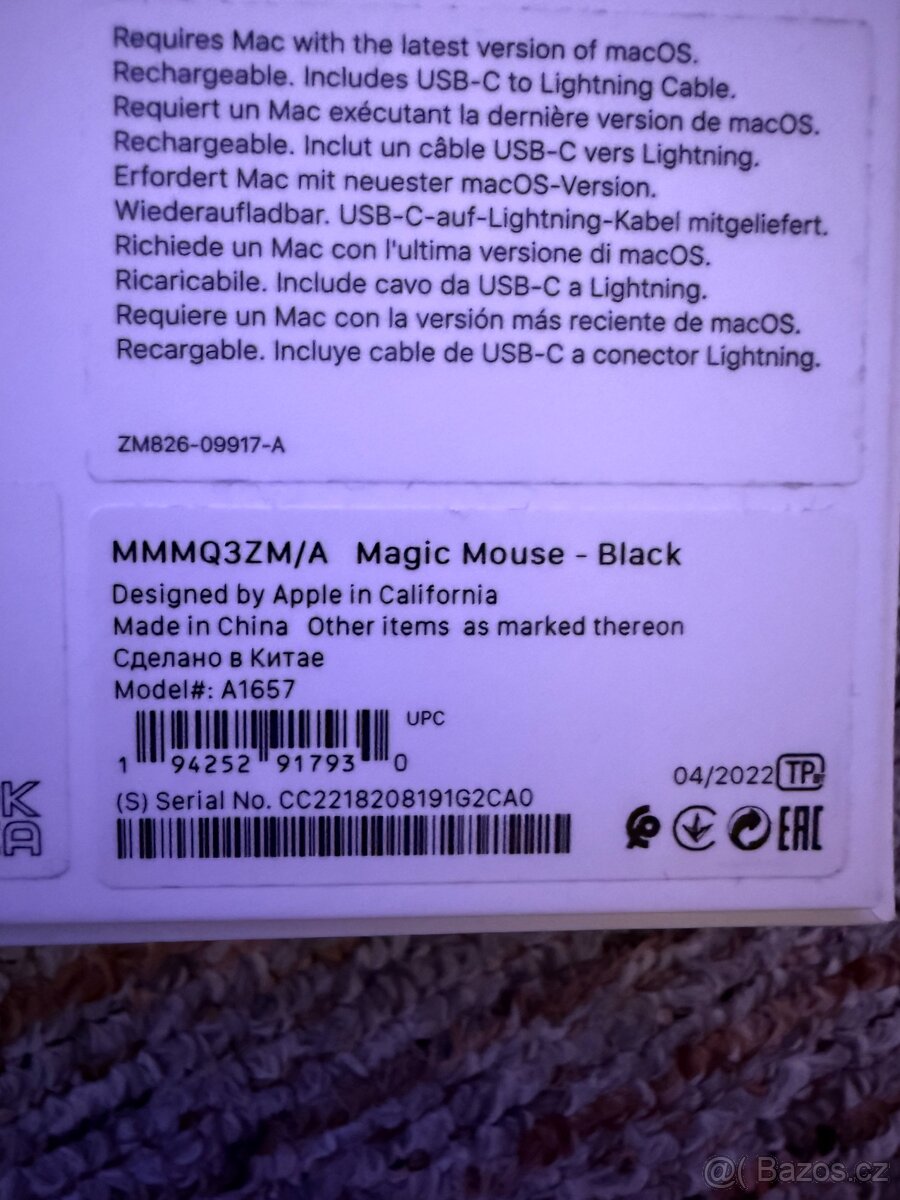 Requires Mac with the latest version of macOS.
Rechargeable. Includes USB-C to Lightning Cable.
Requiert un Mac exécutant la dernière version de macOS.
Rechargeable. Inclut un câble USB-C vers Lightning.
Erfordert Mac mit neuester macOS-Version.
Wiederaufladbar. USB-C-auf-Lightning-Kabel mitgeliefert.
Richiede un Mac con l'ultima versione di macOS.
Ricaricabile. Include cavo da USB-C a Lightning.
Requiere un Mac con la versión más reciente de macOS.
Recargable. Incluye cable de USB-C a conector Lightning.
ZM826-09917-A
MMMQ3ZM/A Magic Mouse - Black
Designed by Apple in California
Made in China Other items as marked thereon
Сделано в Китае
Model#: A1657
UPC
1 94252 91793 0
04/2022 TP
(S) Serial No. CC2218208191G2CA0
EAC
@( Bazos.cz